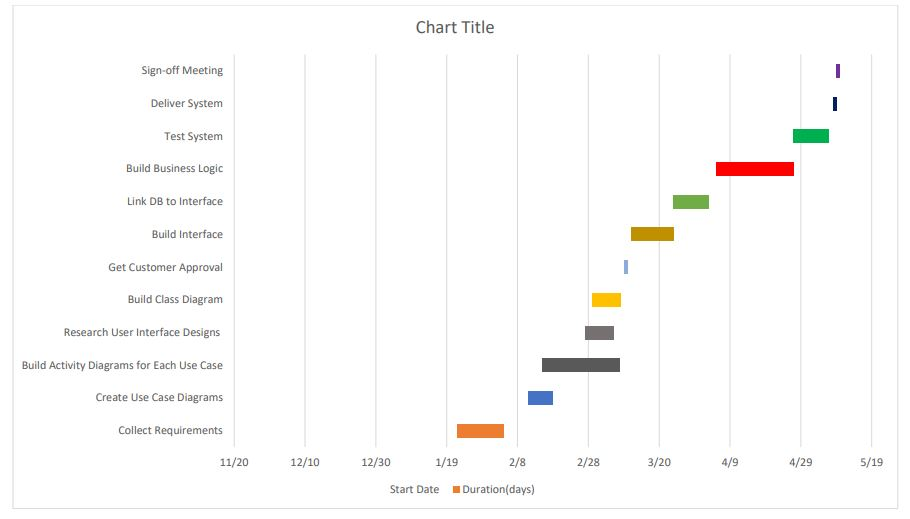 Chart Title
Sign-off Meeting
Deliver System
Test System
Build Business Logic
Link DB to Interface
Build Interface
Get Customer Approval
Build Class Diagram
Research User Interface Designs
Build Activity Diagrams for Each Use Case
Create Use Case Diagrams
Collect Requirements
11/20 12/10 12/30 1/19 2/8 2/28 3/20 4/9 4/29 5/19
Start Date Duration(days)